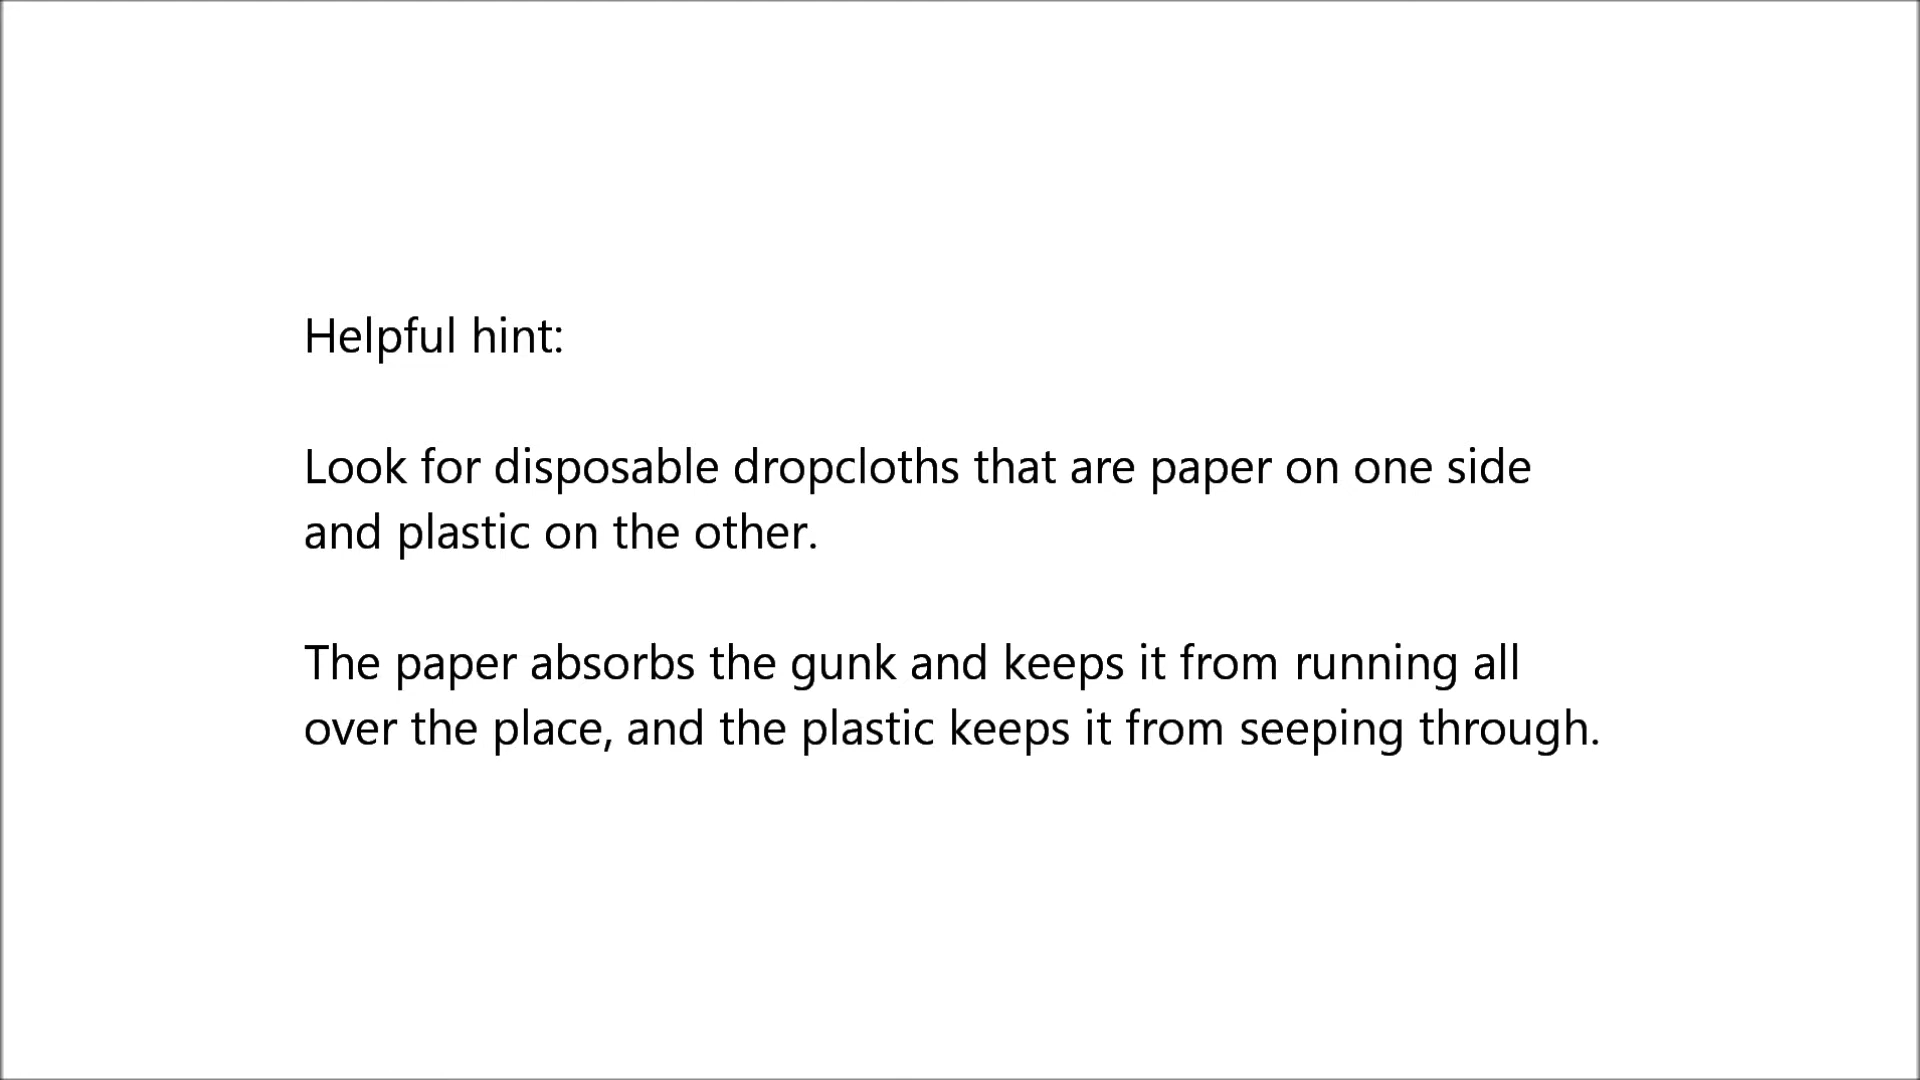 Helpful hint:
Look for disposable dropcloths that are paper on one side
and plastic on the other.
The paper absorbs the gunk and keeps it from running all
over the place, and the plastic keeps it from seeping through.